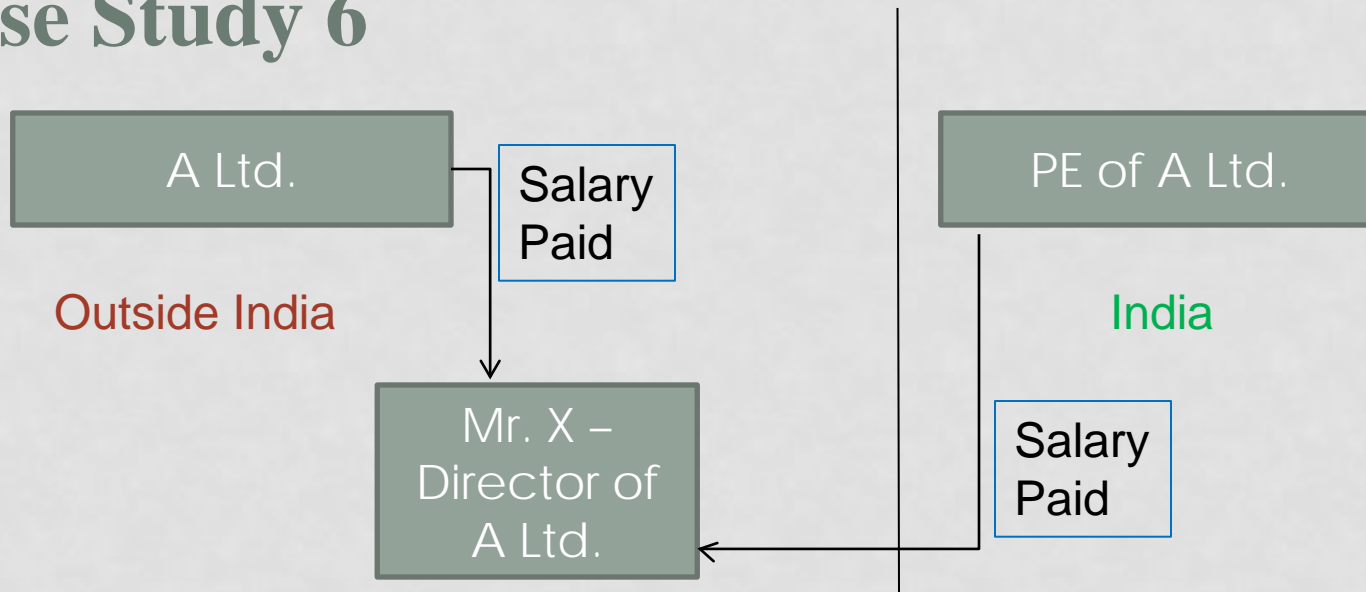 se Study 6
A Ltd.
Salary
Paid
PE of A Ltd.
Outside India
India
Mr. X –
Director of
A Ltd.
Salary
Paid